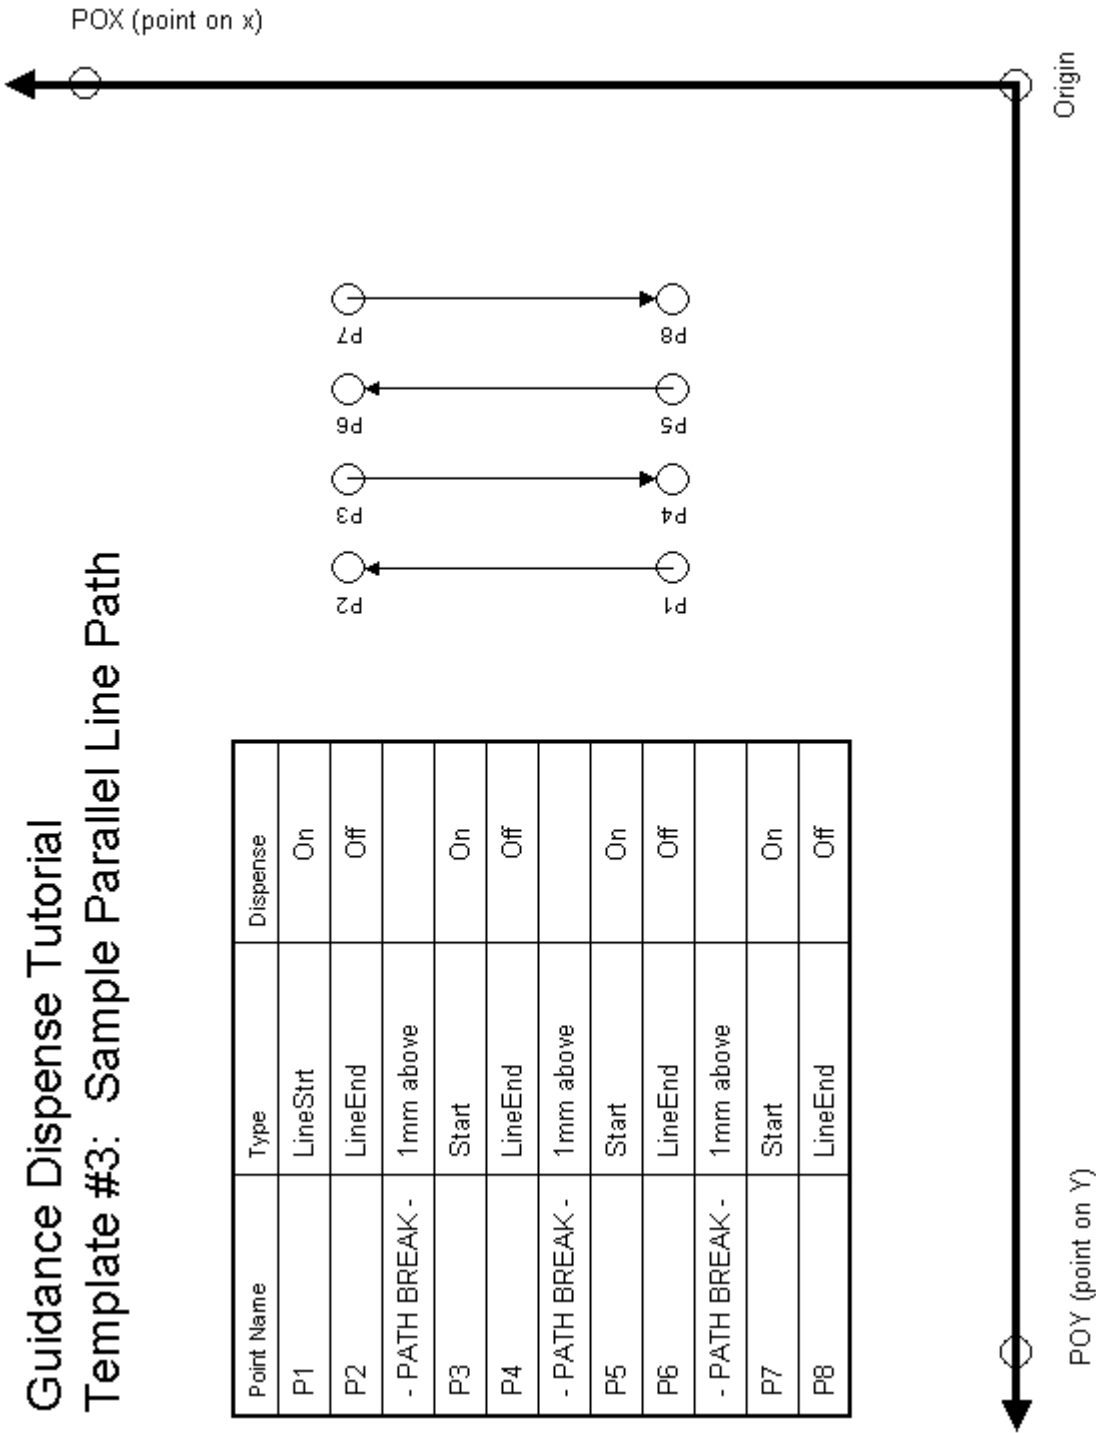 Guidance Dispense Tutorial
Template #3: Sample Parallel Line Path
Point Name Type Dispense
P1 LineStrt On
P2 LineEnd Off
- PATH BREAK - 1mm above
P3 Start On
P4 LineEnd Off
- PATH BREAK - 1mm above
P5 Start On
P6 LineEnd Off
- PATH BREAK - 1mm above
P7 Start On
P8 LineEnd Off
P2
P3
P6
P7
P1
P4
P5
P8
POX (point on x)
Origin
POY (point on Y)